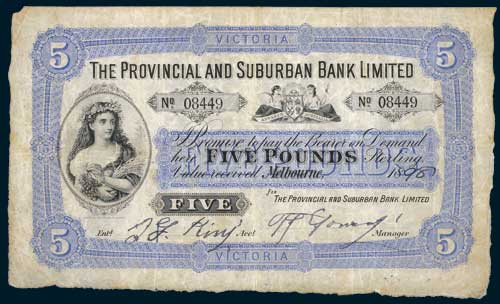 5 VICTORIA 5
THE PROVINCIAL AND SUBURBAN BANK LIMITED
No 08449 No 08449
Promise to pay the Bearer on Demand
here FIVE POUNDS Sterling.
Value received Melbourne, 18
for
THE PROVINCIAL AND SUBURBAN BANK LIMITED
FIVE
Entd Acct Manager
5 VICTORIA 5